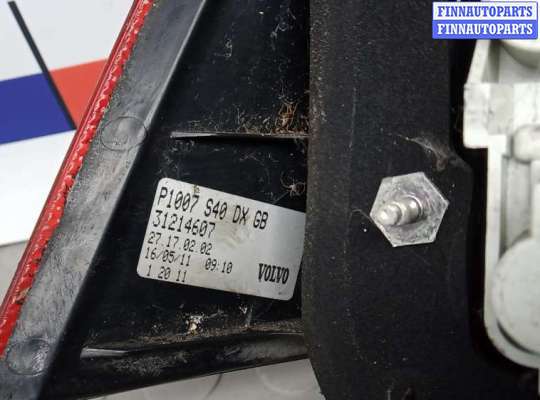 FINNAUTOPARTS
FINNAUTOPARTS
P1007 S40 DX GB
31214607
27.17.02.02
16/05/11 09:10
1 20 11
VOLVO